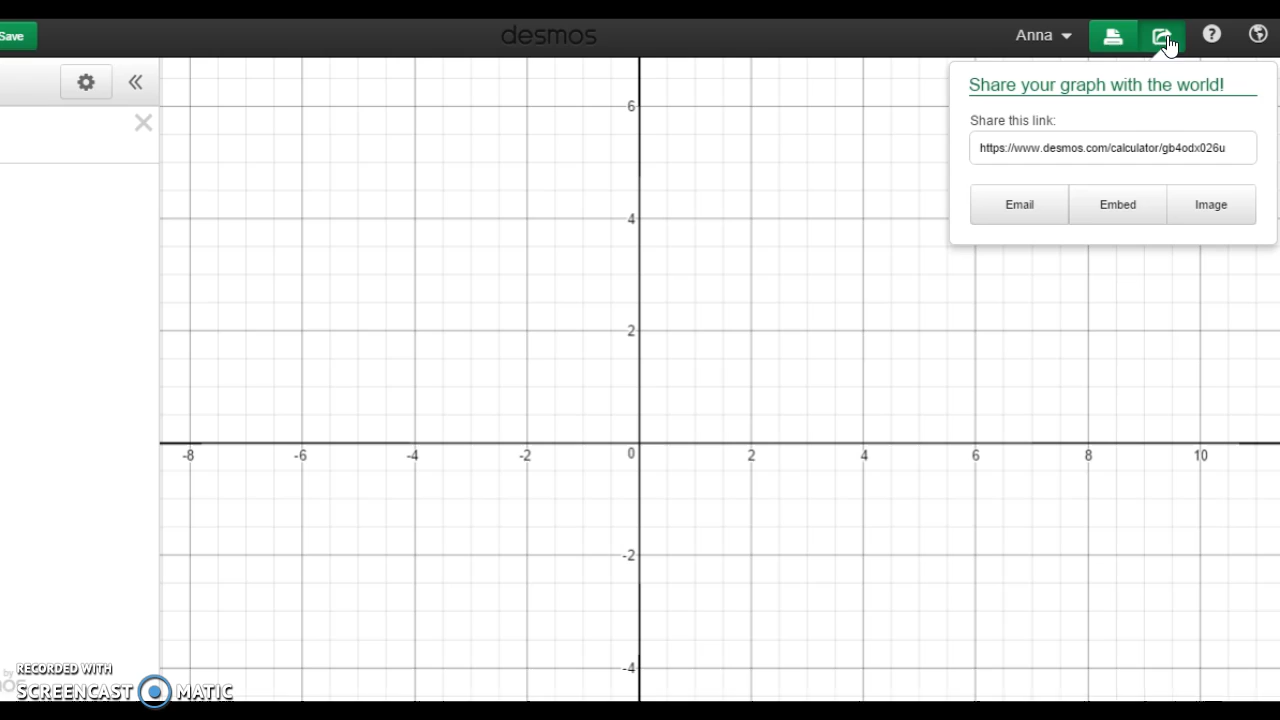 Save
desmos
Anna
?
Share your graph with the world!
Share this link:
https://www.desmos.com/calculator/gb4odx026u
Email
Embed
Image
6
4
2
-8
-6
-4
-2
0
2
4
6
8
10
-2
-4
by
RECORDED WITH
SCREENCAST MATIC